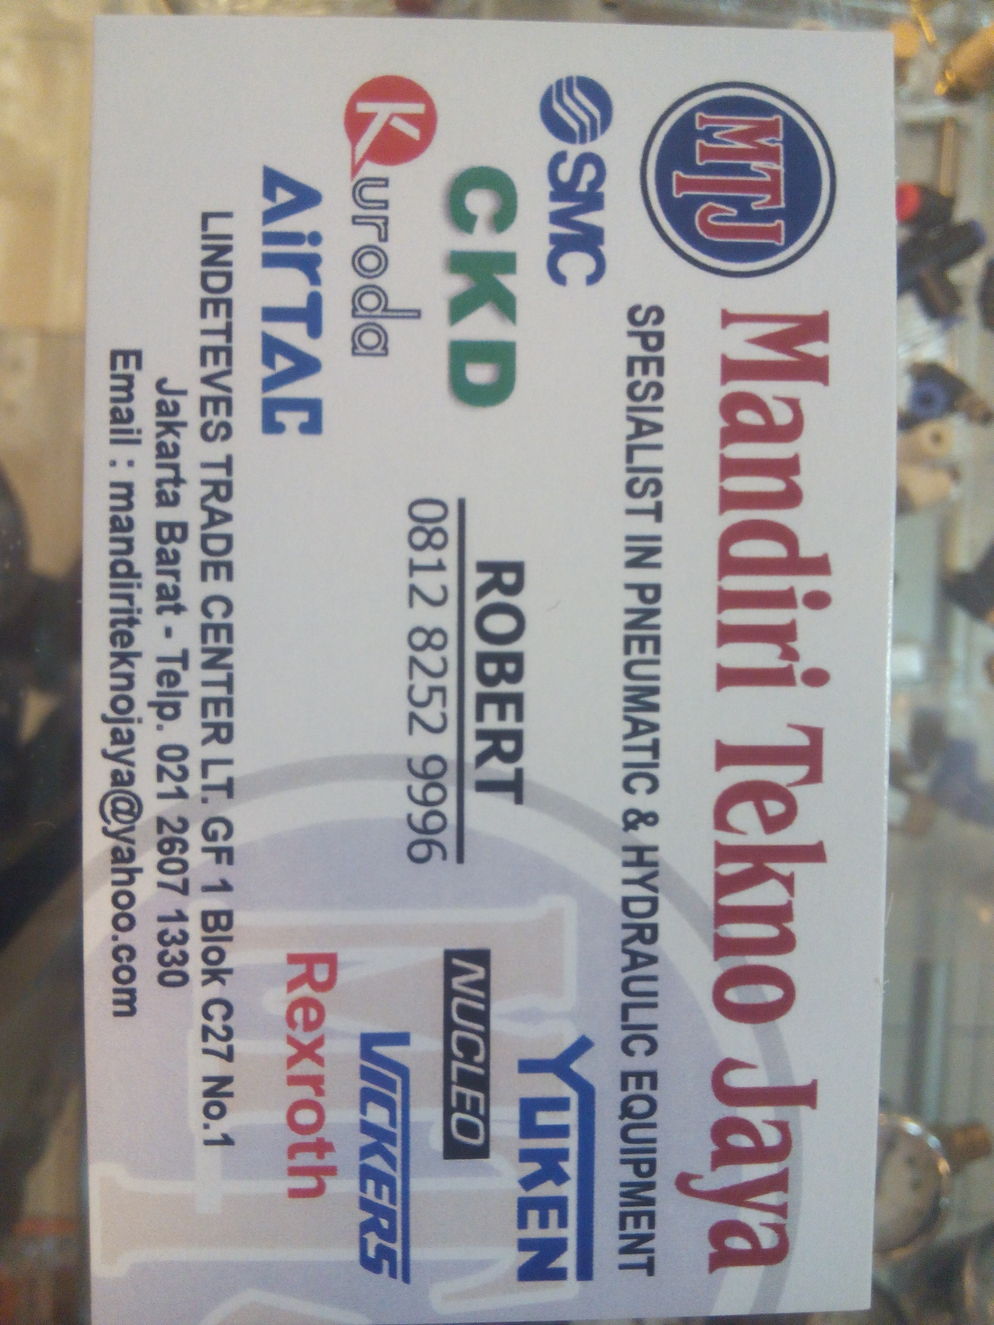 MTJ
Mandiri Tekno Jaya
SPESIALIST IN PNEUMATIC & HYDRAULIC EQUIPMENT
SMC
CKD
Kuroda
AirTAC
ROBERT
0812 8252 9996
YUKEN
NUCLEO
VICKERS
Rexroth
LINDETEVES TRADE CENTER LT. GF 1 Blok C27 No.1
Jakarta Barat - Telp. 021 2607 1330
Email : mandiriteknojaya@yahoo.com